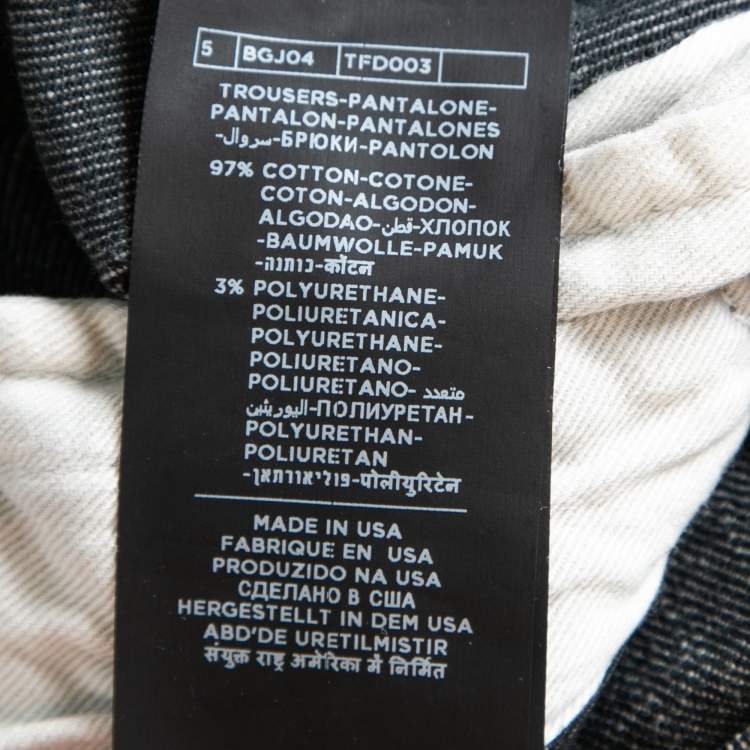 5 BGJ04 TFD003
TROUSERS-PANTALONE-
PANTALON-PANTALONES
-سروال-БРЮКИ-PANTOLON
97% COTTON-COTONE-
COTON-ALGODON-
ALGODAO-قطن-ХЛОПОК
-BAUMWOLLE-PAMUK
-כותנה-कॉटन
3% POLYURETHANE-
POLIURETANICA-
POLYURETHANE-
POLIURETANO-
POLIURETANO- متعدد
اليوريثين-ПОЛИУРЕТАН-
POLYURETHAN-
POLIURETAN
-פוליאורתאן-पोलीयुरिटेन
MADE IN USA
FABRIQUE EN USA
PRODUZIDO NA USA
СДЕЛАНО В США
HERGESTELLT IN DEM USA
ABD'DE URETILMISTIR
संयुक्त राष्ट्र अमेरिका में निर्मित